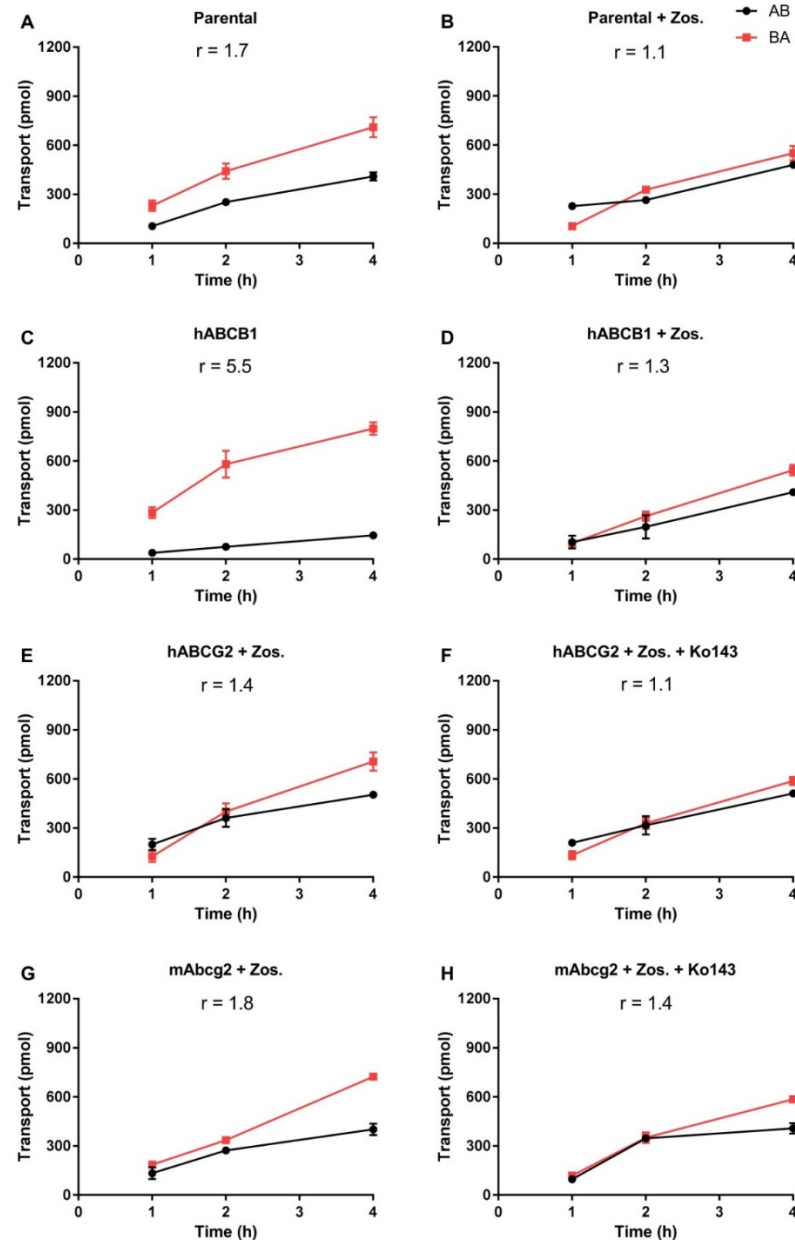 A
Parental
r = 1.7
Transport (pmol)
1200
900
600
300
0
0 1 2 3 4
Time (h)
B
Parental + Zos.
AB
BA
r = 1.1
Transport (pmol)
1200
900
600
300
0
0 1 2 3 4
Time (h)
C
hABCB1
r = 5.5
Transport (pmol)
1200
900
600
300
0
0 1 2 3 4
Time (h)
D
hABCB1 + Zos.
r = 1.3
Transport (pmol)
1200
900
600
300
0
0 1 2 3 4
Time (h)
E
hABCG2 + Zos.
r = 1.4
Transport (pmol)
1200
900
600
300
0
0 1 2 3 4
Time (h)
F
hABCG2 + Zos. + Ko143
r = 1.1
Transport (pmol)
1200
900
600
300
0
0 1 2 3 4
Time (h)
G
mAbcg2 + Zos.
r = 1.8
Transport (pmol)
1200
900
600
300
0
0 1 2 3 4
Time (h)
H
mAbcg2 + Zos. + Ko143
r = 1.4
Transport (pmol)
1200
900
600
300
0
0 1 2 3 4
Time (h)